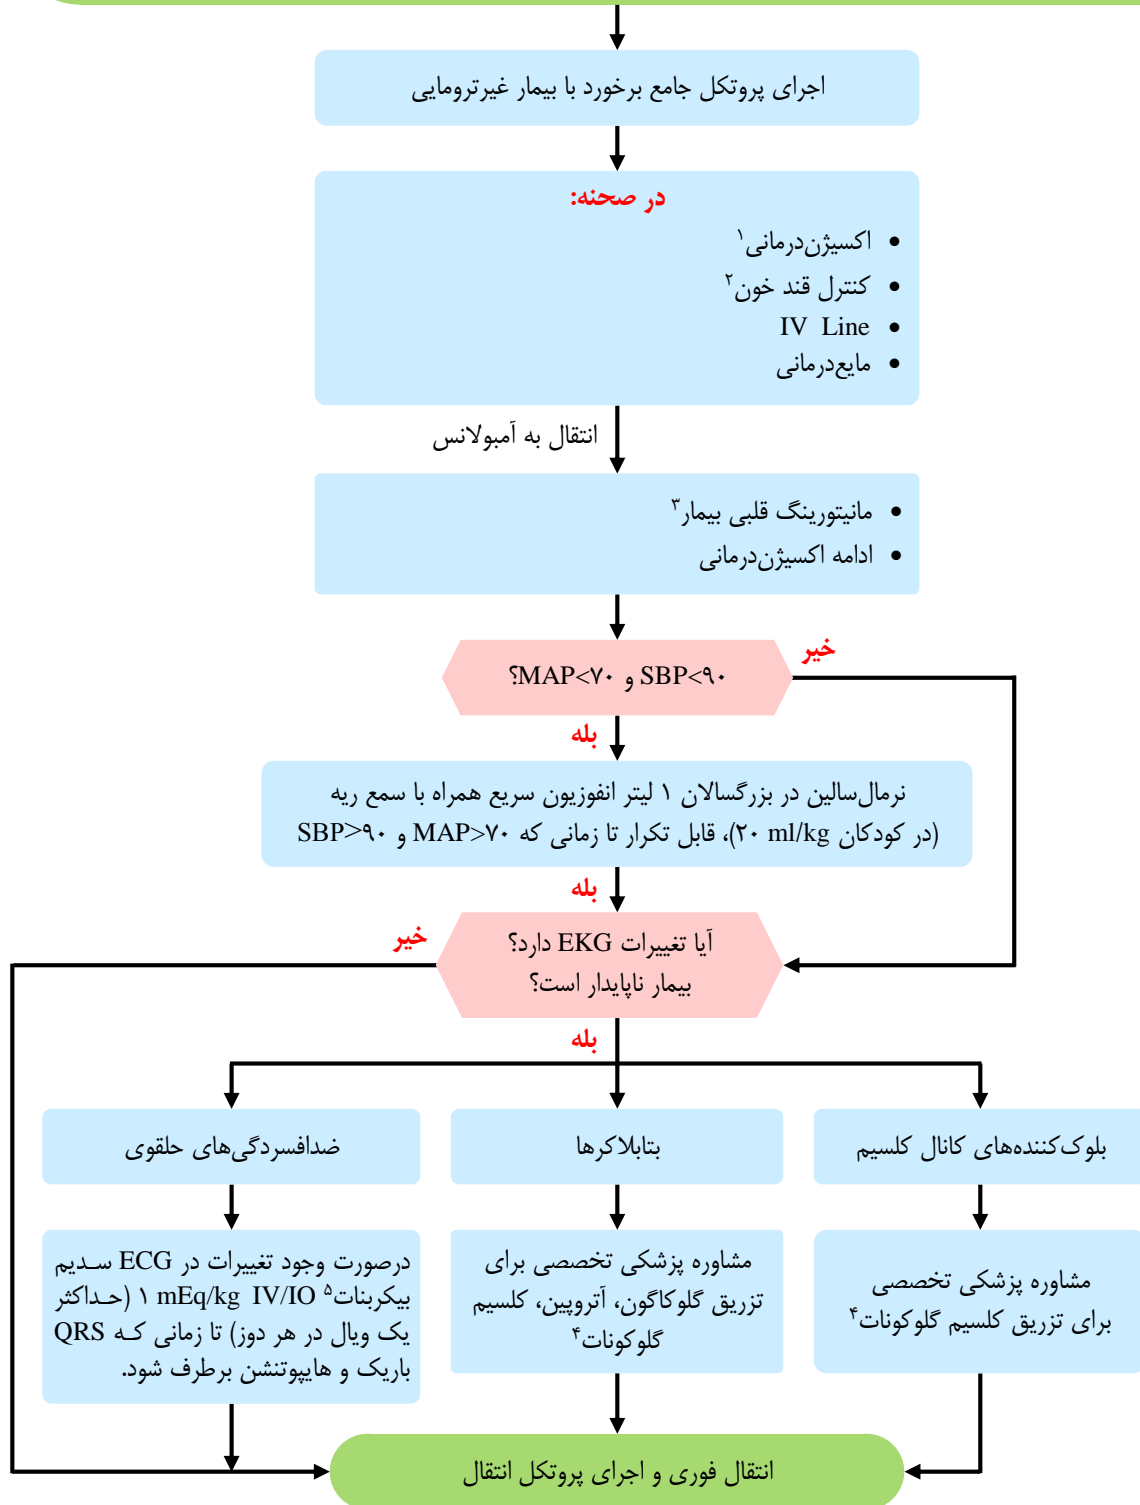 اجرای پروتکل جامع برخورد با بیمار غیرترومایی
در صحنه:
• اکسیژن‌درمانی۱
• کنترل قند خون۲
• IV Line
• مایع‌درمانی
انتقال به آمبولانس
• مانیتورینگ قلبی بیمار۳
• ادامه اکسیژن‌درمانی
خیر
SBP<۹۰ و MAP<۷۰؟
بله
نرمال‌سالین در بزرگسالان ۱ لیتر انفوزیون سریع همراه با سمع ریه
(در کودکان ۲۰ ml/kg)، قابل تکرار تا زمانی که MAP>۷۰ و SBP>۹۰
بله
خیر
آیا تغییرات EKG دارد؟
بیمار ناپایدار است؟
بله
بلوک‌کننده‌های کانال کلسیم
بتابلاکرها
ضدافسردگی‌های حلقوی
مشاوره پزشکی تخصصی
برای تزریق کلسیم گلوکونات۴
مشاوره پزشکی تخصصی برای
تزریق گلوکاگون، آتروپین، کلسیم
گلوکونات۴
درصورت وجود تغییرات در ECG سـدیم
بیکربنات۵ ۱ mEq/kg IV/IO (حـداکثر
یک ویال در هر دوز) تا زمانی کـه QRS
باریک و هایپوتنشن برطرف شود.
انتقال فوری و اجرای پروتکل انتقال